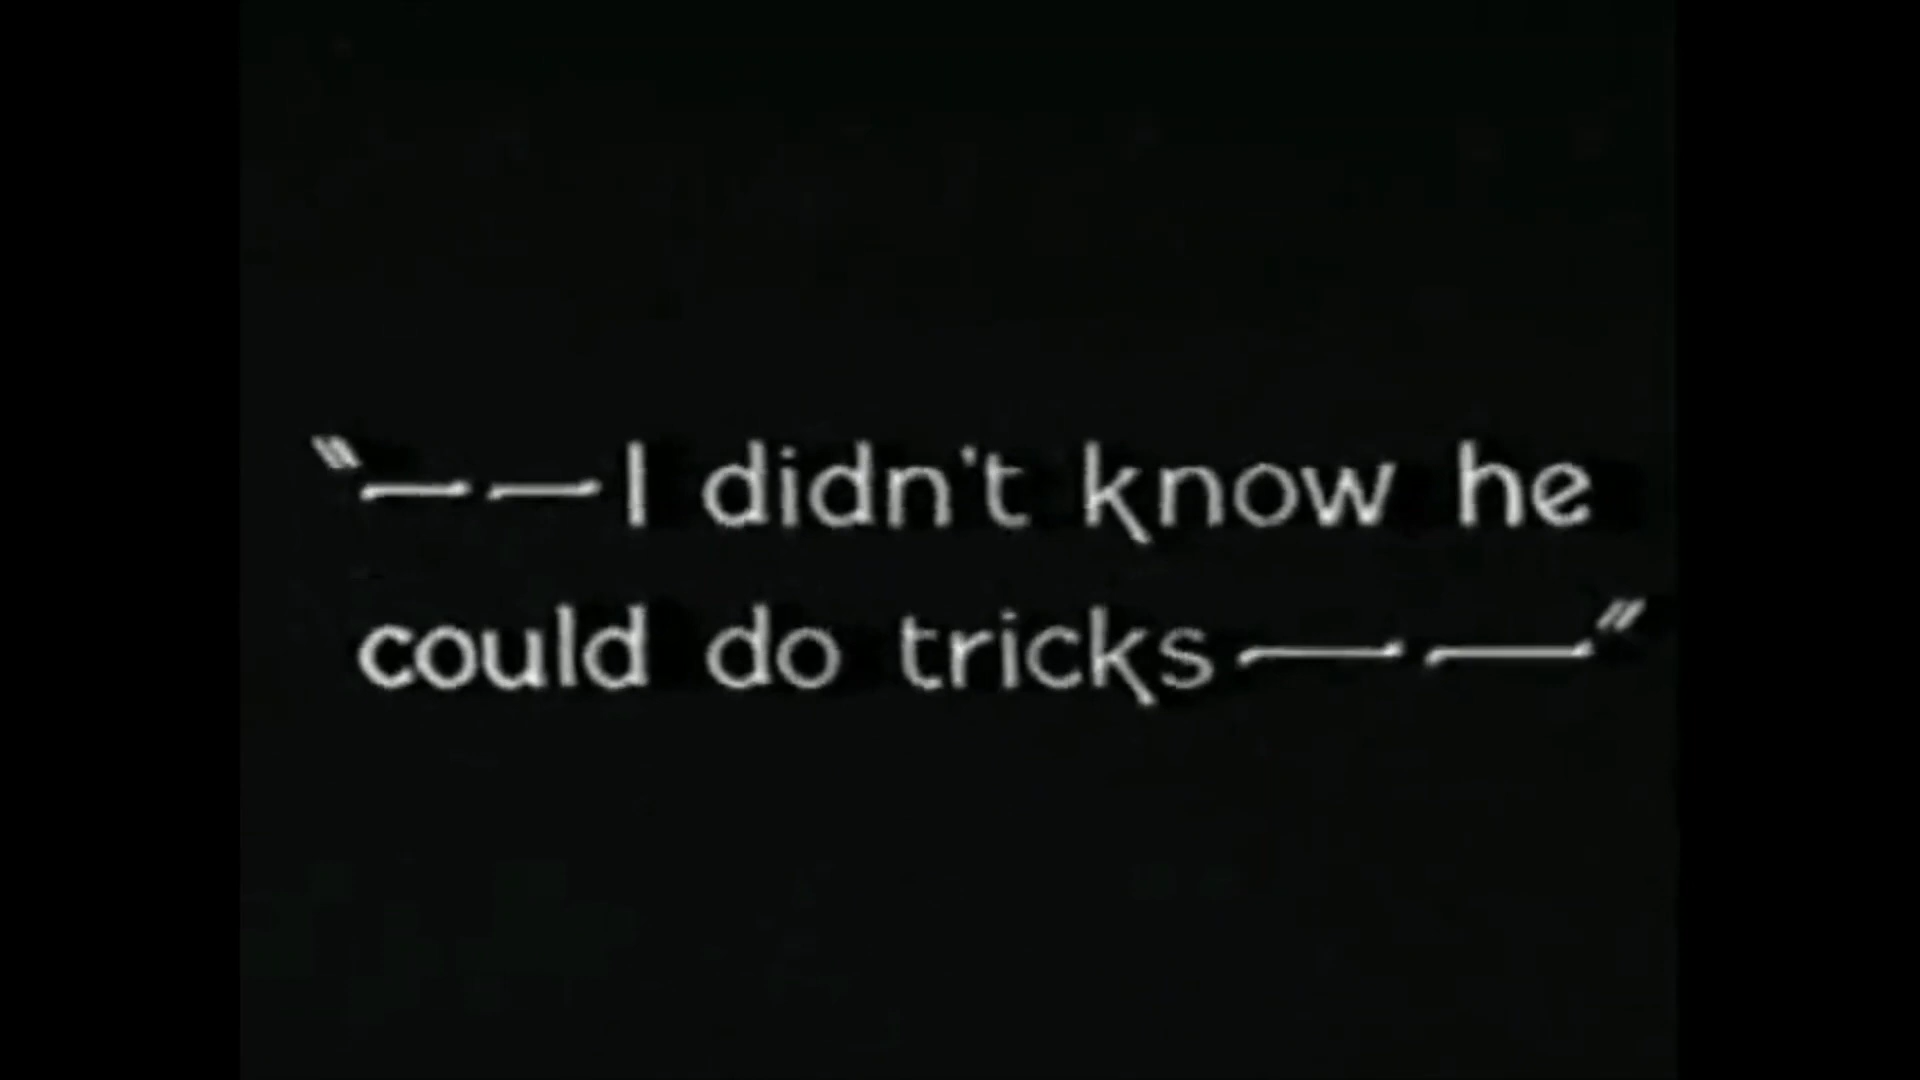 "——I didn't know he
could do tricks——"